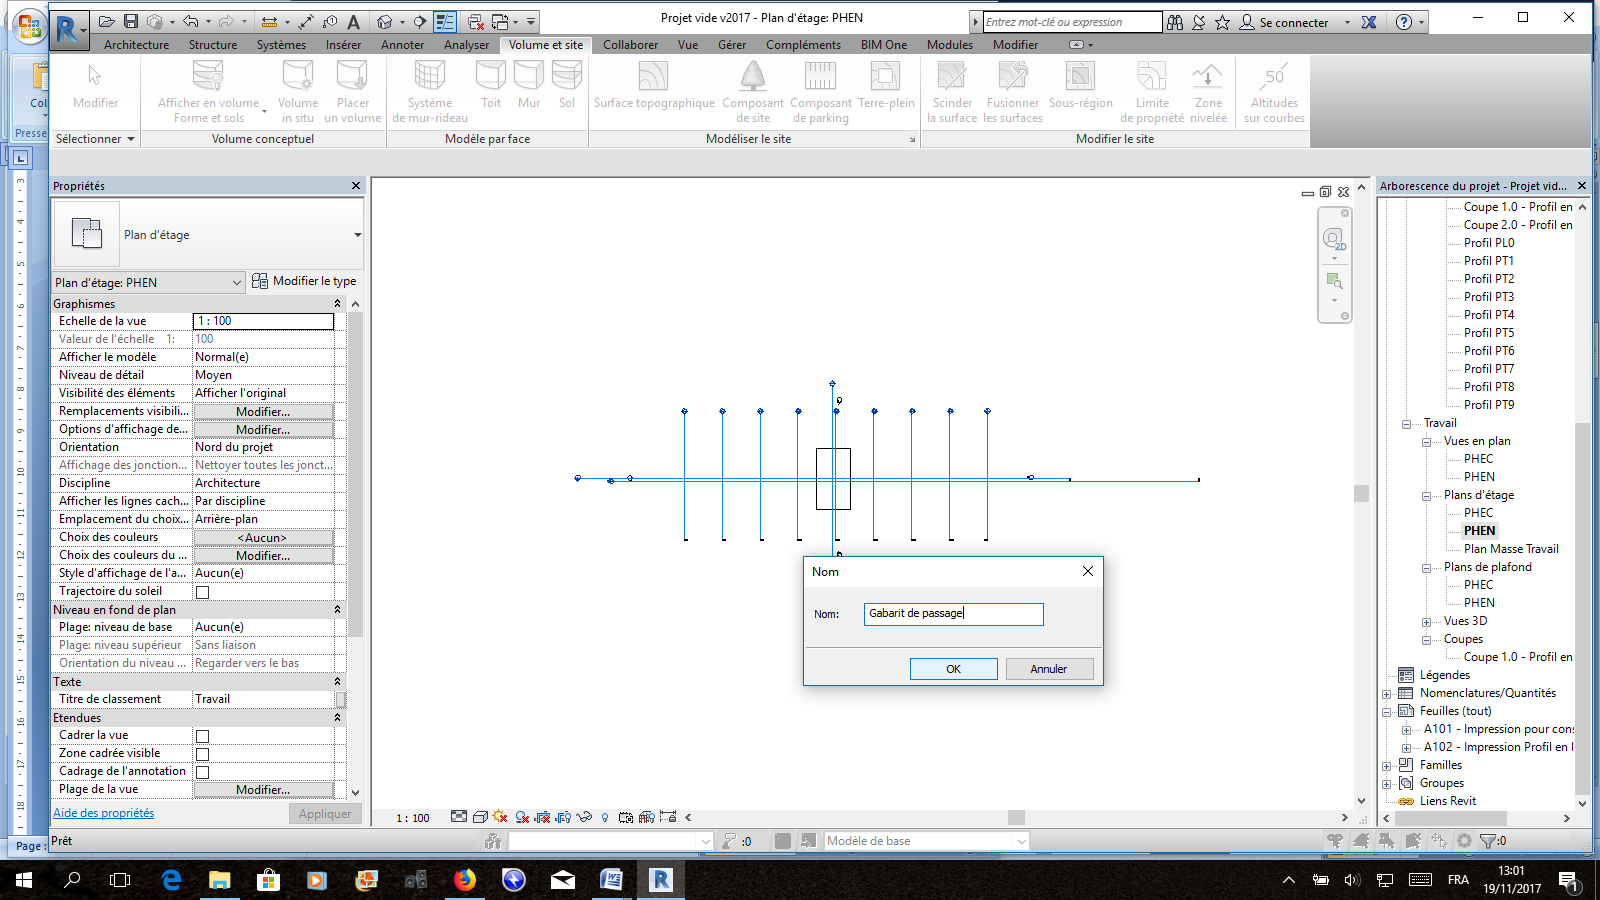 Projet vide v2017 - Plan d'étage: PHEN
Entrez mot-clé ou expression
Se connecter
Architecture
Structure
Systèmes
Insérer
Annoter
Analyser
Volume et site
Collaborer
Vue
Gérer
Compléments
BIM One
Modules
Modifier
Modifier
Afficher en volume
Forme et sols
Volume
in situ
Placer
un volume
Système
de mur-rideau
Toit
Mur
Sol
Surface topographique
Composant
de site
Composant
de parking
Terre-plein
Scinder
la surface
Fusionner
les surfaces
Sous-région
Limite
de propriété
Zone
nivelée
Altitudes
sur courbes
Sélectionner
Volume conceptuel
Modèle par face
Modéliser le site
Modifier le site
Col
Presse
Propriétés
Plan d'étage
Plan d'étage: PHEN
Modifier le type
Graphismes
Echelle de la vue
1 : 100
Valeur de l'échelle 1:
100
Afficher le modèle
Normal(e)
Niveau de détail
Moyen
Visibilité des éléments
Afficher l'original
Remplacements visibili...
Modifier...
Options d'affichage de...
Modifier...
Orientation
Nord du projet
Affichage des jonction...
Nettoyer toutes les jonct...
Discipline
Architecture
Afficher les lignes cach...
Par discipline
Emplacement du choix...
Arrière-plan
Choix des couleurs
<Aucun>
Choix des couleurs du ...
Modifier...
Style d'affichage de l'a...
Aucun(e)
Trajectoire du soleil
Niveau en fond de plan
Plage: niveau de base
Aucun(e)
Plage: niveau supérieur
Sans liaison
Orientation du niveau ...
Regarder vers le bas
Texte
Titre de classement
Travail
Etendues
Cadrer la vue
Zone cadrée visible
Cadrage de l'annotation
Plage de la vue
Modifier...
Aide des propriétés
Appliquer
2D
Nom
Nom:
Gabarit de passage
OK
Annuler
1 : 100
Arborescence du projet - Projet vid...
Coupe 1.0 - Profil en
Coupe 2.0 - Profil en
Profil PL0
Profil PT1
Profil PT2
Profil PT3
Profil PT4
Profil PT5
Profil PT6
Profil PT7
Profil PT8
Profil PT9
Travail
Vues en plan
PHEC
PHEN
Plans d'étage
PHEC
PHEN
Plan Masse Travail
Plans de plafond
PHEC
PHEN
Vues 3D
Coupes
Coupe 1.0 - Profil en
Légendes
Nomenclatures/Quantités
Feuilles (tout)
A101 - Impression pour con
A102 - Impression Profil en l
Familles
Groupes
Liens Revit
Page :
Prêt
:0
Modèle de base
:0
FRA
13:01
19/11/2017
1